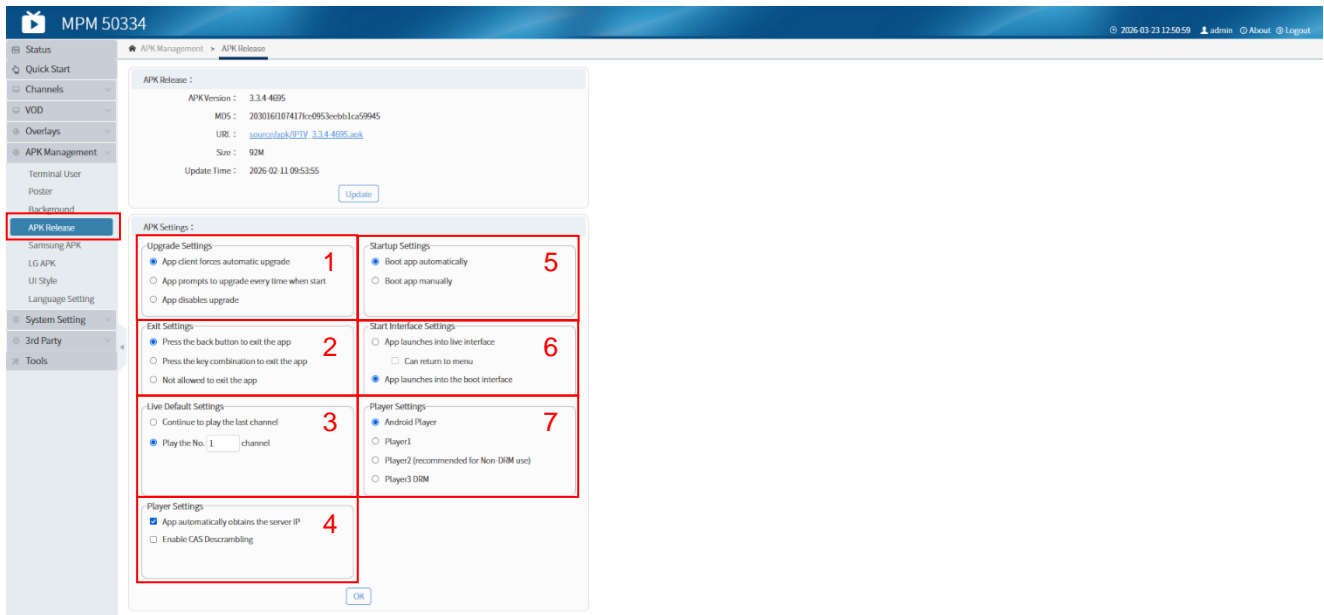 MPM 50334
2026-03-23 12:50:59 admin About Logout
Status
Quick Start
Channels
VOD
Overlays
APK Management
Terminal User
Poster
Background
APK Release
Samsung APK
LG APK
UI Style
Language Setting
System Setting
3rd Party
Tools
APK Management > APK Release
APK Release :
APK Version : 3.3.4-4695
MD5 : 203016f107417fce0953eebb1ca59945
URL : source/apk/IPTV_3.3.4-4695.apk
Size : 92M
Update Time : 2026-02-11 09:53:55
Update
APK Settings :
Upgrade Settings
App client forces automatic upgrade
App prompts to upgrade every time when start
App disables upgrade
1
Startup Settings
Boot app automatically
Boot app manually
5
Exit Settings
Press the back button to exit the app
Press the key combination to exit the app
Not allowed to exit the app
2
Start Interface Settings
App launches into live interface
Can return to menu
App launches into the boot interface
6
Live Default Settings
Continue to play the last channel
Play the No. 1 channel
3
Player Settings
Android Player
Player1
Player2 (recommended for Non-DRM use)
Player3 DRM
7
Player Settings
App automatically obtains the server IP
Enable CAS Descrambling
4
OK